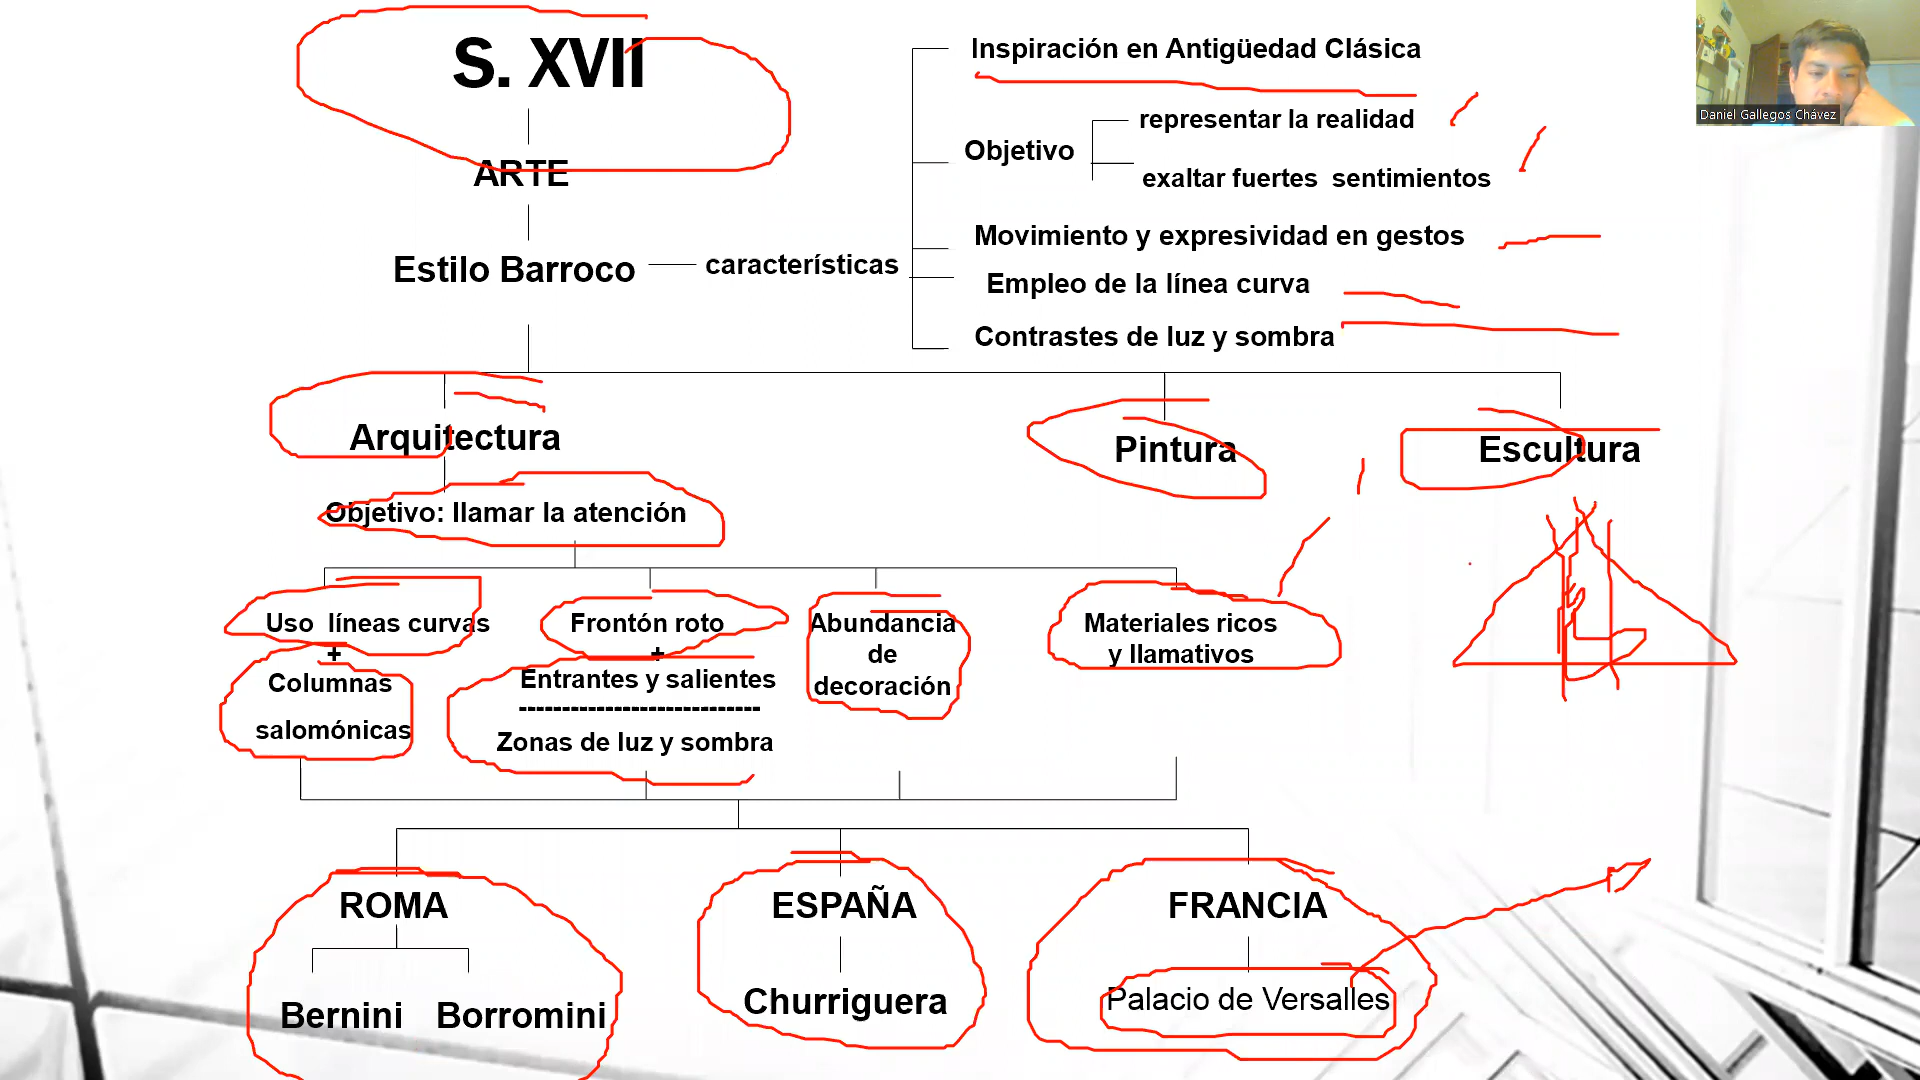 S. XVII
ARTE
Estilo Barroco
características
Inspiración en Antigüedad Clásica
Objetivo
representar la realidad
exaltar fuertes sentimientos
Movimiento y expresividad en gestos
Empleo de la línea curva
Contrastes de luz y sombra
Daniel Gallegos Chávez
Arquitectura
Pintura
Escultura
Objetivo: llamar la atención
Uso líneas curvas
+
Columnas
salomónicas
Frontón roto
+
Entrantes y salientes
----------------------------
Zonas de luz y sombra
Abundancia
de
decoración
Materiales ricos
y llamativos
ROMA
Bernini
Borromini
ESPAÑA
Churriguera
FRANCIA
Palacio de Versalles